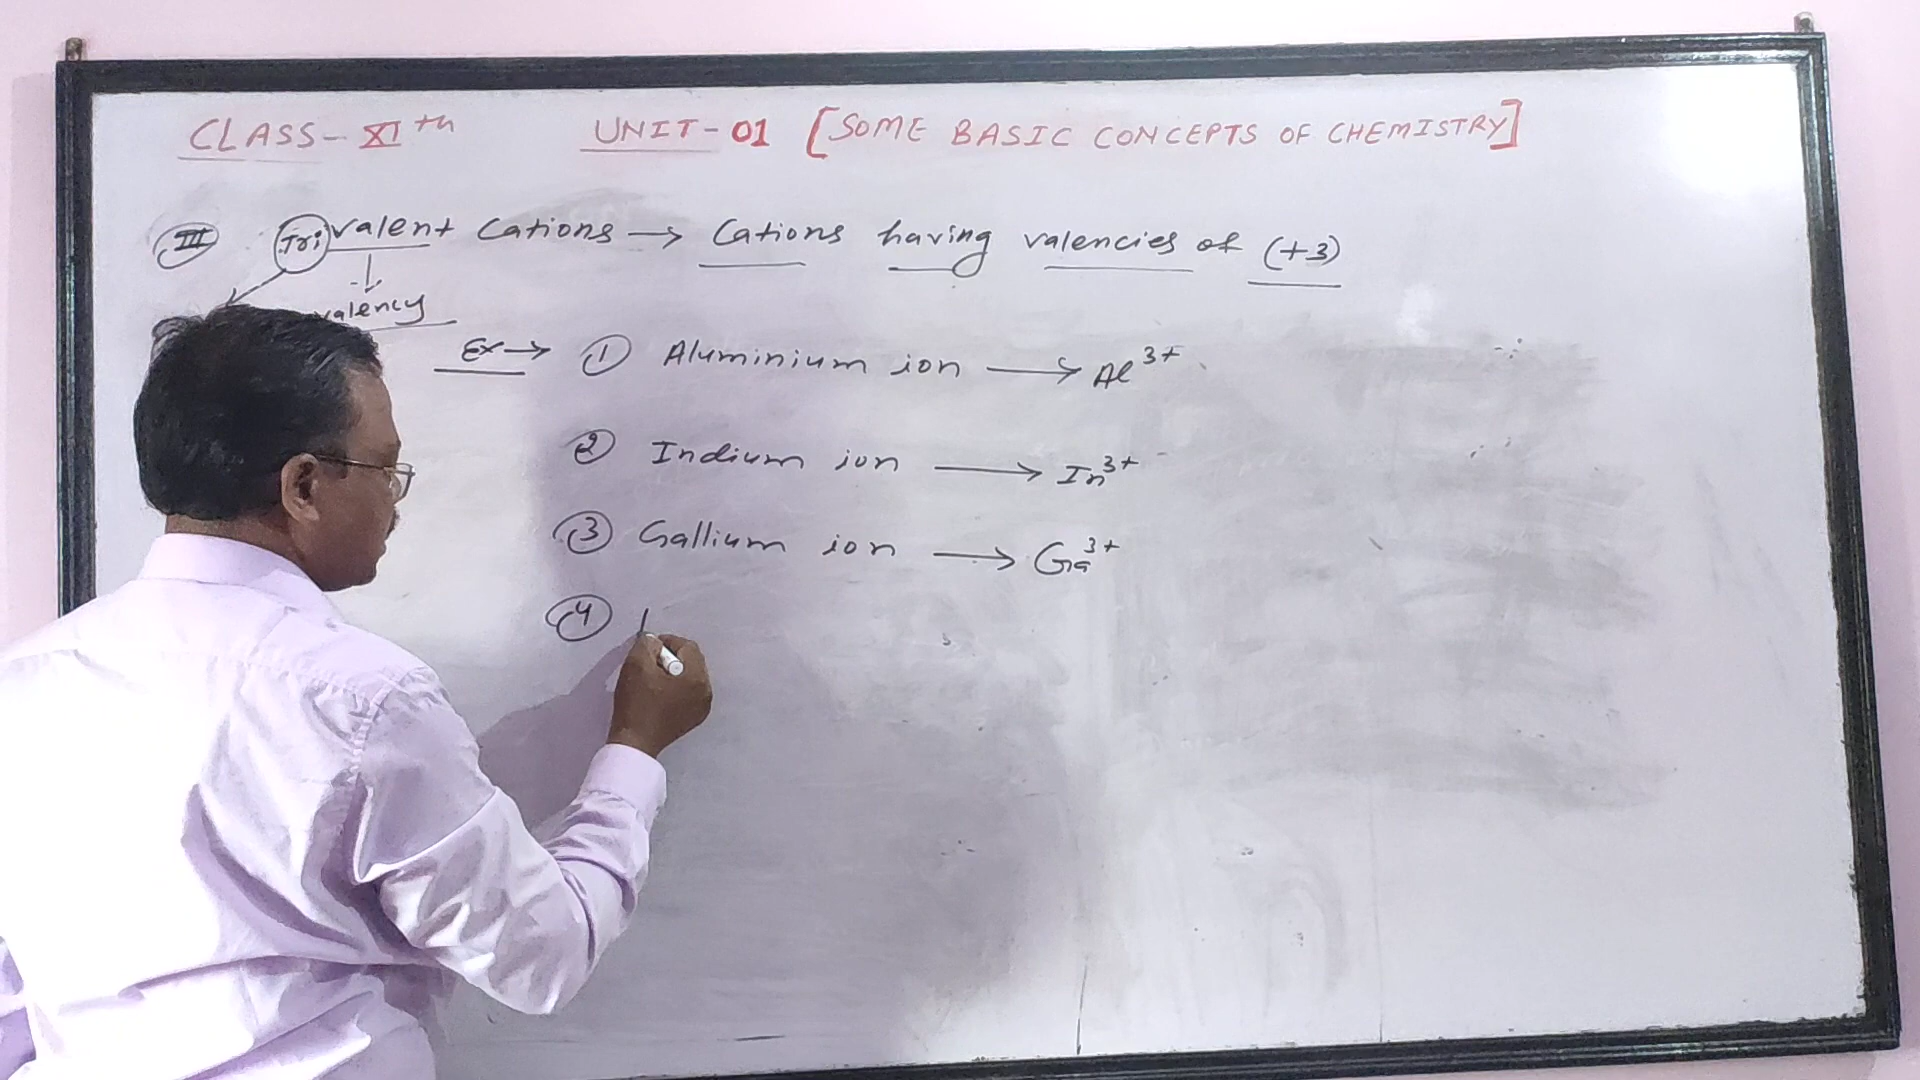 CLASS-XIth UNIT-01 [SOME BASIC CONCEPTS OF CHEMISTRY]
III Trivalent Cations → Cations having valencies of (+3)
valency
Ex → 1 Aluminium ion → Al3+
2 Indium ion → In3+
3 Gallium ion → Ga3+
4